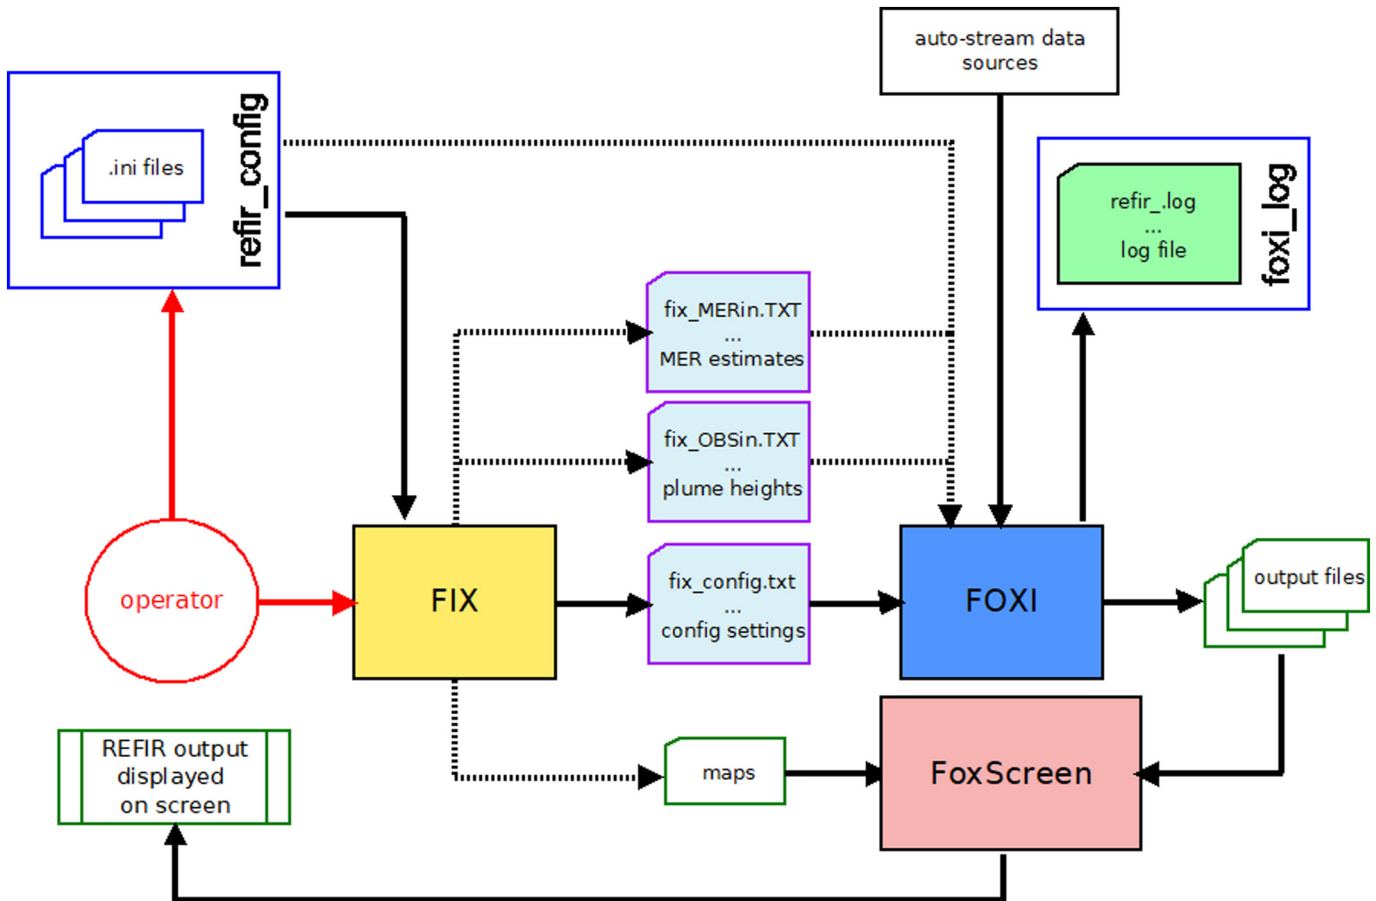 auto-stream data
sources
.ini files
refir_config
refir_.log
...
log file
foxi_log
fix_MERin.TXT
...
MER estimates
fix_OBSin.TXT
...
plume heights
operator
FIX
fix_config.txt
...
config settings
FOXI
output files
REFIR output
displayed
on screen
maps
FoxScreen